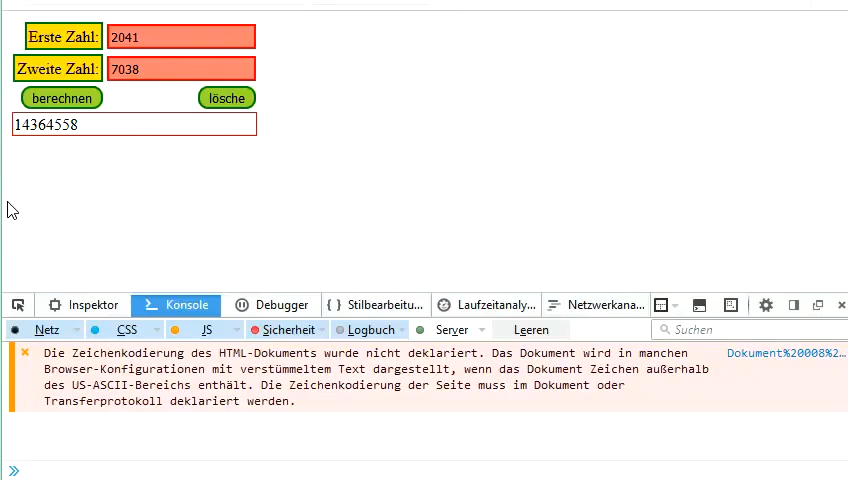 Erste Zahl: 2041
Zweite Zahl: 7038
berechnen lösche
14364558
Inspektor Konsole Debugger Stilbearbeitu... Laufzeitanaly... Netzwerkana...
Netz CSS JS Sicherheit Logbuch Server Leeren Suchen
Die Zeichenkodierung des HTML-Dokuments wurde nicht deklariert. Das Dokument wird in manchen Dokument%20008%2...
Browser-Konfigurationen mit verstümmeltem Text dargestellt, wenn das Dokument Zeichen außerhalb
des US-ASCII-Bereichs enthält. Die Zeichenkodierung der Seite muss im Dokument oder
Transferprotokoll deklariert werden.